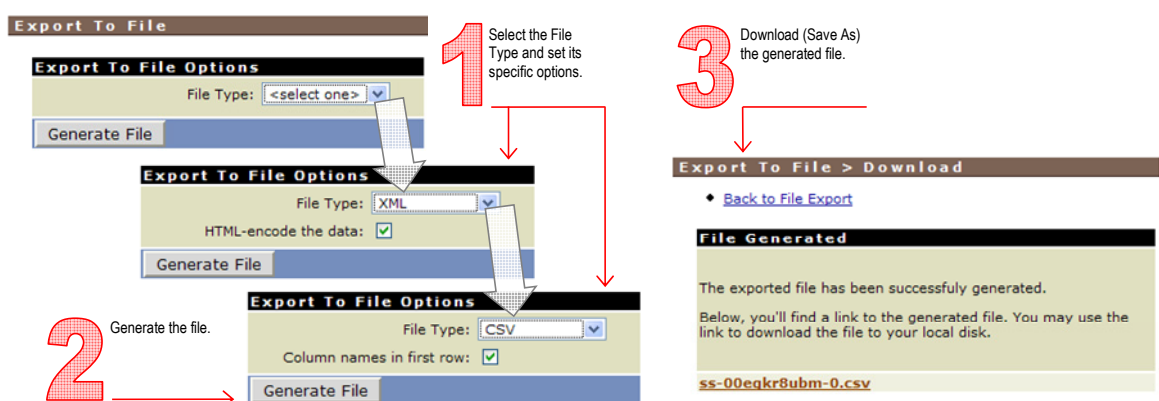 Export To File
Export To File Options
File Type: <select one>
Generate File
1
Select the File
Type and set its
specific options.
Export To File Options
File Type: XML
HTML-encode the data:
Generate File
Export To File Options
File Type: CSV
Column names in first row:
Generate File
2
Generate the file.
3
Download (Save As)
the generated file.
Export To File > Download
Back to File Export
File Generated
The exported file has been successfuly generated.
Below, you'll find a link to the generated file. You may use the
link to download the file to your local disk.
ss-00eqkr8ubm-0.csv